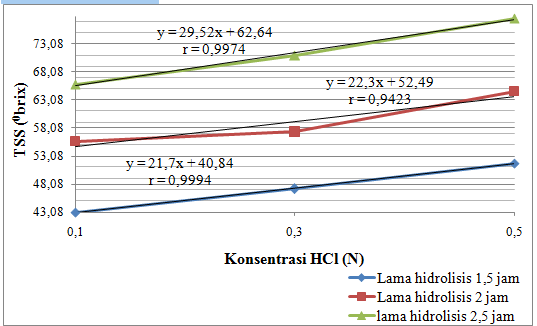 y = 29,52x + 62,64
r = 0,9974
73,08
68,08
y = 22,3x + 52,49
r = 0,9423
63,08
58,08
y = 21,7x + 40,84
r = 0,9994
53,08
48,08
43,08
TSS (⁰brix)
0,1
0,3
0,5
Konsentrasi HCl (N)
Lama hidrolisis 1,5 jam
Lama hidrolisis 2 jam
lama hidrolisis 2,5 jam